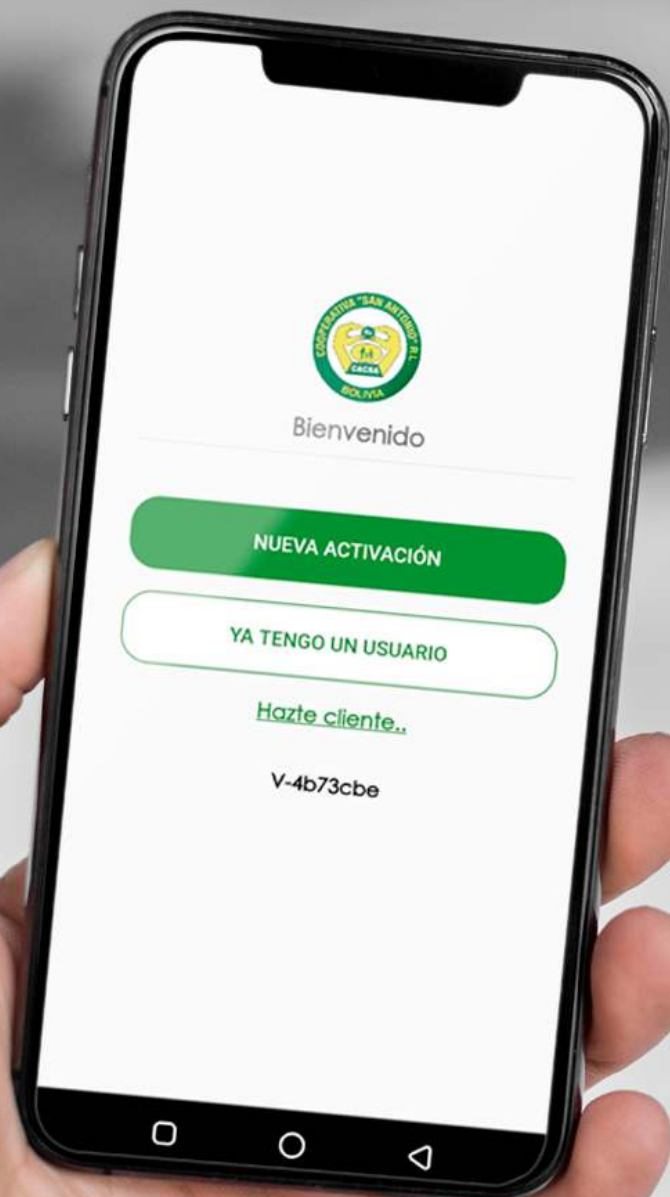 COOPERATIVA "SAN ANTONIO" R.L.
CACSA
BOLIVIA
Bienvenido
NUEVA ACTIVACIÓN
YA TENGO UN USUARIO
Hazte cliente..
V-4b73cbe